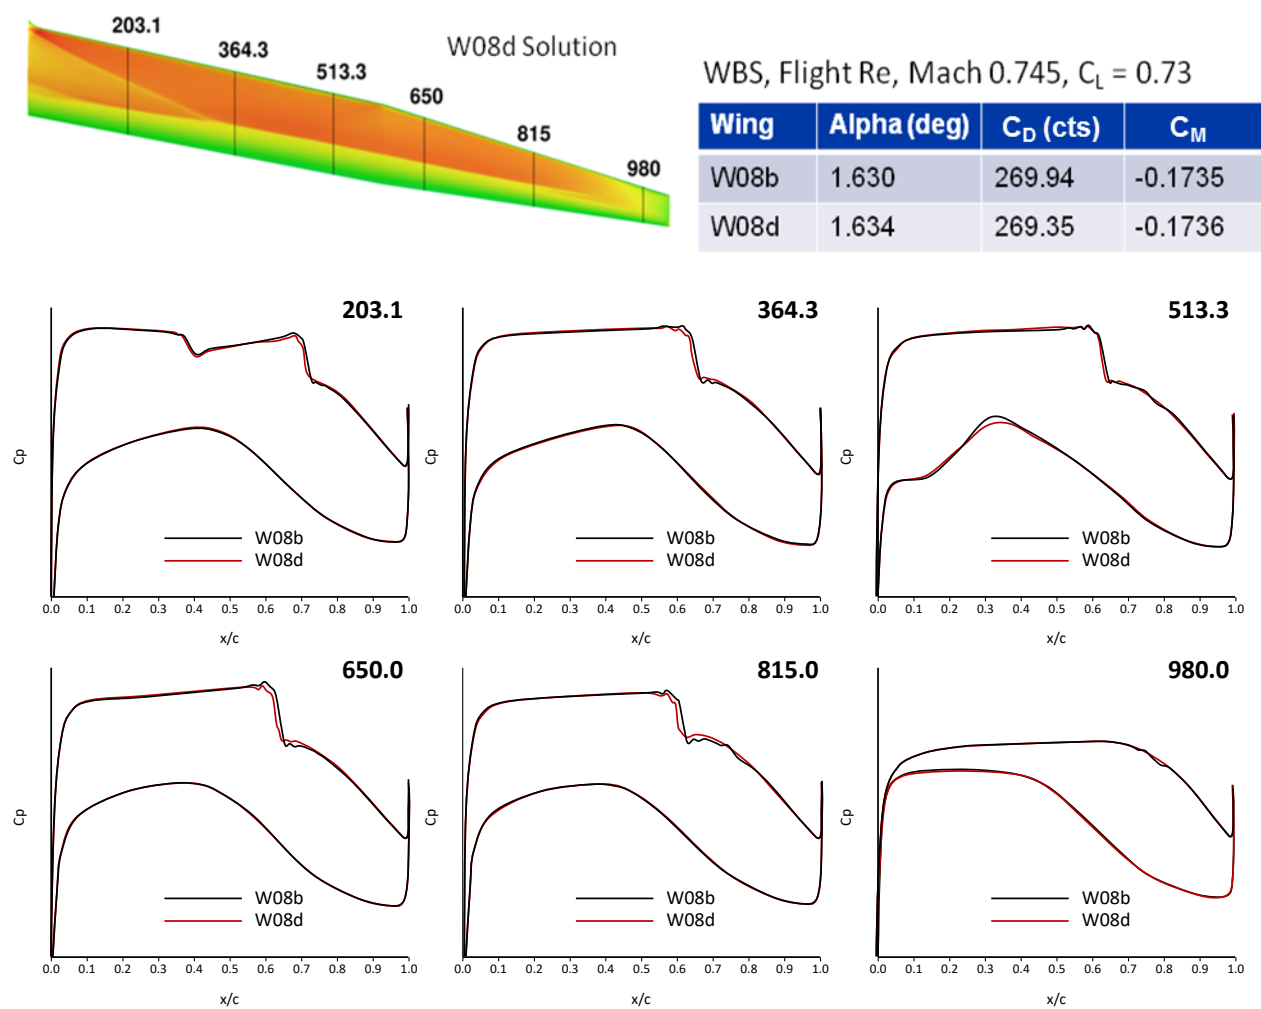 203.1
364.3
513.3
650
815
980
W08d Solution
WBS, Flight Re, Mach 0.745, CL = 0.73
Wing Alpha (deg) CD (cts) CM
W08b 1.630 269.94 -0.1735
W08d 1.634 269.35 -0.1736
203.1
Cp
W08b
W08d
0.0 0.1 0.2 0.3 0.4 0.5 0.6 0.7 0.8 0.9 1.0
x/c
364.3
Cp
W08b
W08d
0.0 0.1 0.2 0.3 0.4 0.5 0.6 0.7 0.8 0.9 1.0
x/c
513.3
Cp
W08b
W08d
0.0 0.1 0.2 0.3 0.4 0.5 0.6 0.7 0.8 0.9 1.0
x/c
650.0
Cp
W08b
W08d
0.0 0.1 0.2 0.3 0.4 0.5 0.6 0.7 0.8 0.9 1.0
x/c
815.0
Cp
W08b
W08d
0.0 0.1 0.2 0.3 0.4 0.5 0.6 0.7 0.8 0.9 1.0
x/c
980.0
Cp
W08b
W08d
0.0 0.1 0.2 0.3 0.4 0.5 0.6 0.7 0.8 0.9 1.0
x/c